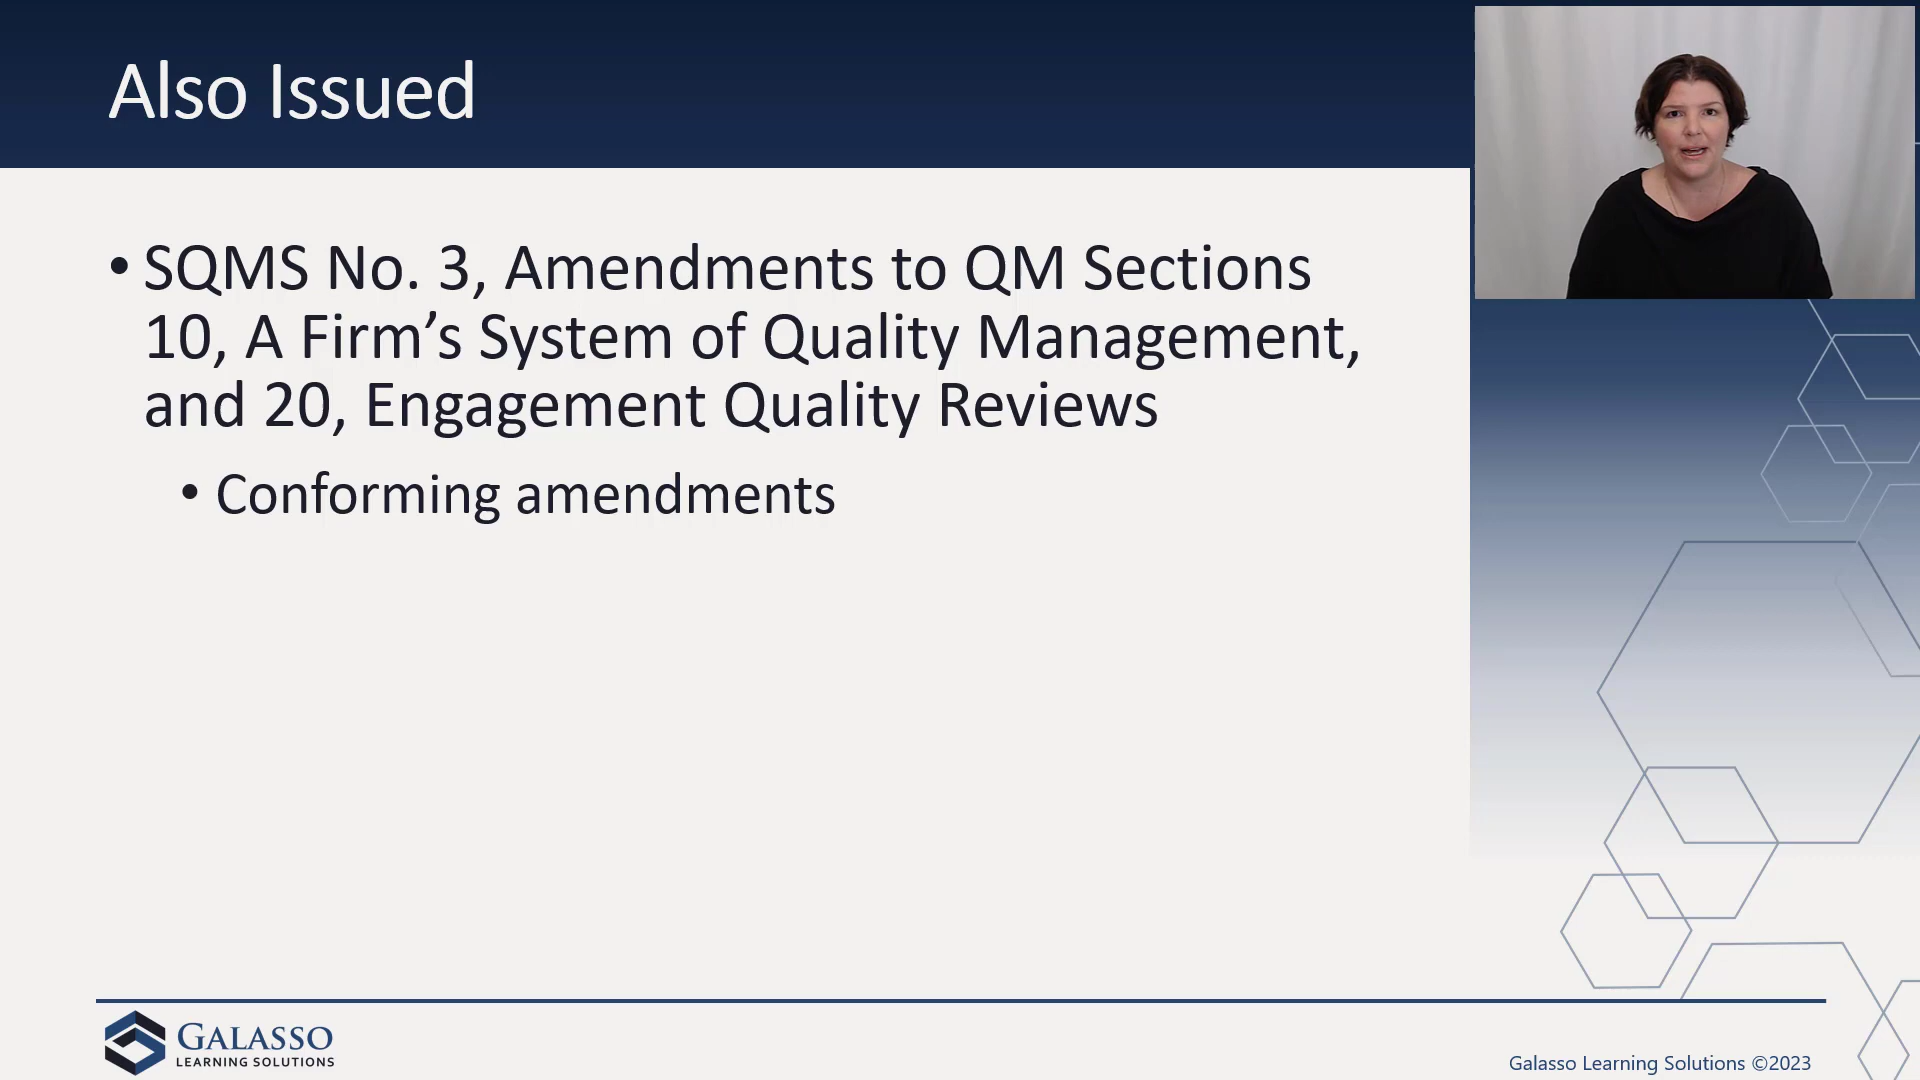 Also Issued
• SQMS No. 3, Amendments to QM Sections
10, A Firm’s System of Quality Management,
and 20, Engagement Quality Reviews
• Conforming amendments
GALASSO
LEARNING SOLUTIONS
Galasso Learning Solutions ©2023